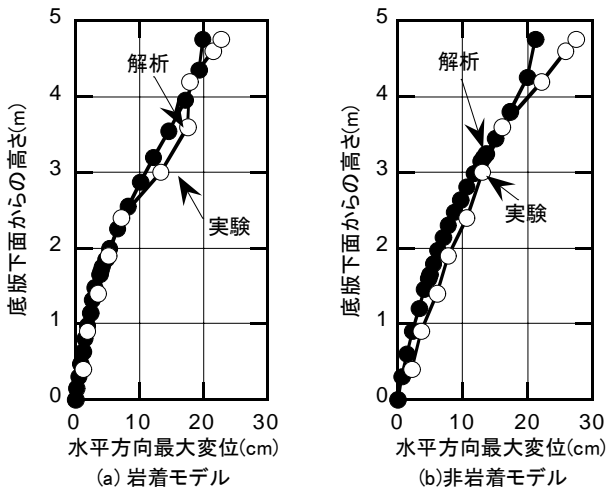 5
4
3
2
1
0
底版下面からの高さ(m)
解析
実験
0 10 20 30
水平方向最大変位(cm)
(a) 岩着モデル
5
4
3
2
1
0
底版下面からの高さ(m)
解析
実験
0 10 20 30
水平方向最大変位(cm)
(b)非岩着モデル